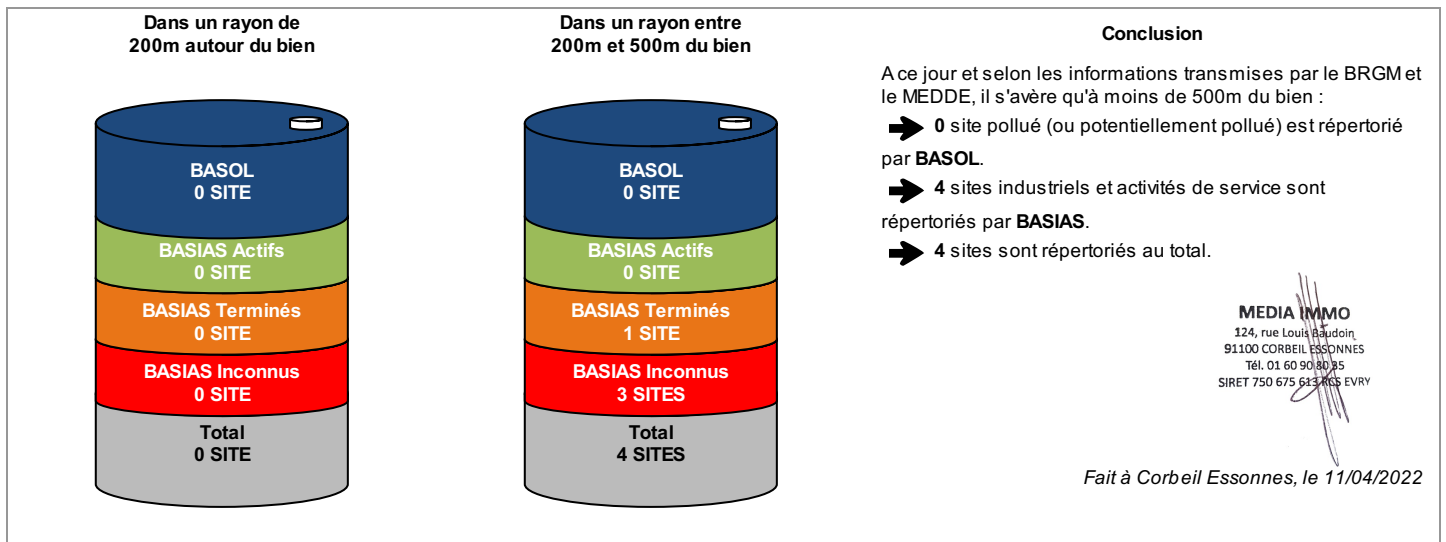 Dans un rayon de
200m autour du bien
BASOL
0 SITE
BASIAS Actifs
0 SITE
BASIAS Terminés
0 SITE
BASIAS Inconnus
0 SITE
Total
0 SITE
Dans un rayon entre
200m et 500m du bien
BASOL
0 SITE
BASIAS Actifs
0 SITE
BASIAS Terminés
1 SITE
BASIAS Inconnus
3 SITES
Total
4 SITES
Conclusion
A ce jour et selon les informations transmises par le BRGM et
le MEDDE, il s'avère qu'à moins de 500m du bien :
0 site pollué (ou potentiellement pollué) est répertorié
par BASOL.
4 sites industriels et activités de service sont
répertoriés par BASIAS.
4 sites sont répertoriés au total.
MEDIA IMMO
124, rue Louis Baudoin
91100 CORBEIL ESSONNES
Tél. 01 60 90 80 85
SIRET 750 675 613 RCS EVRY
Fait à Corbeil Essonnes, le 11/04/2022